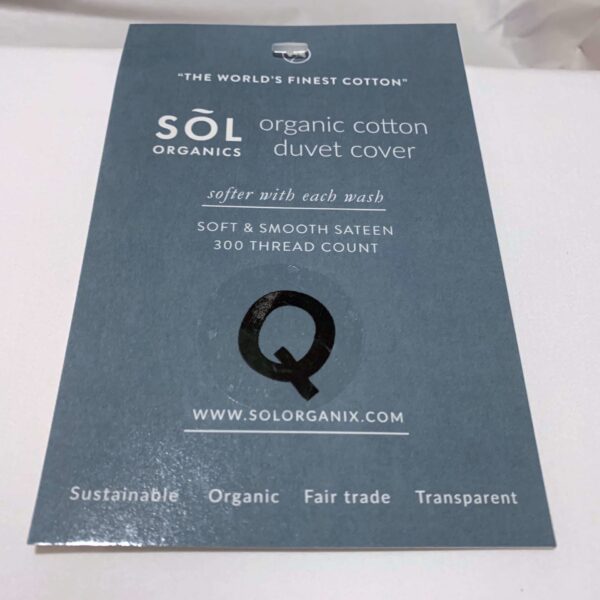 "THE WORLD'S FINEST COTTON"
SÕL
ORGANICS
organic cotton
duvet cover
softer with each wash
SOFT & SMOOTH SATEEN
300 THREAD COUNT
Q
WWW.SOLORGANIX.COM
Sustainable Organic Fair trade Transparent